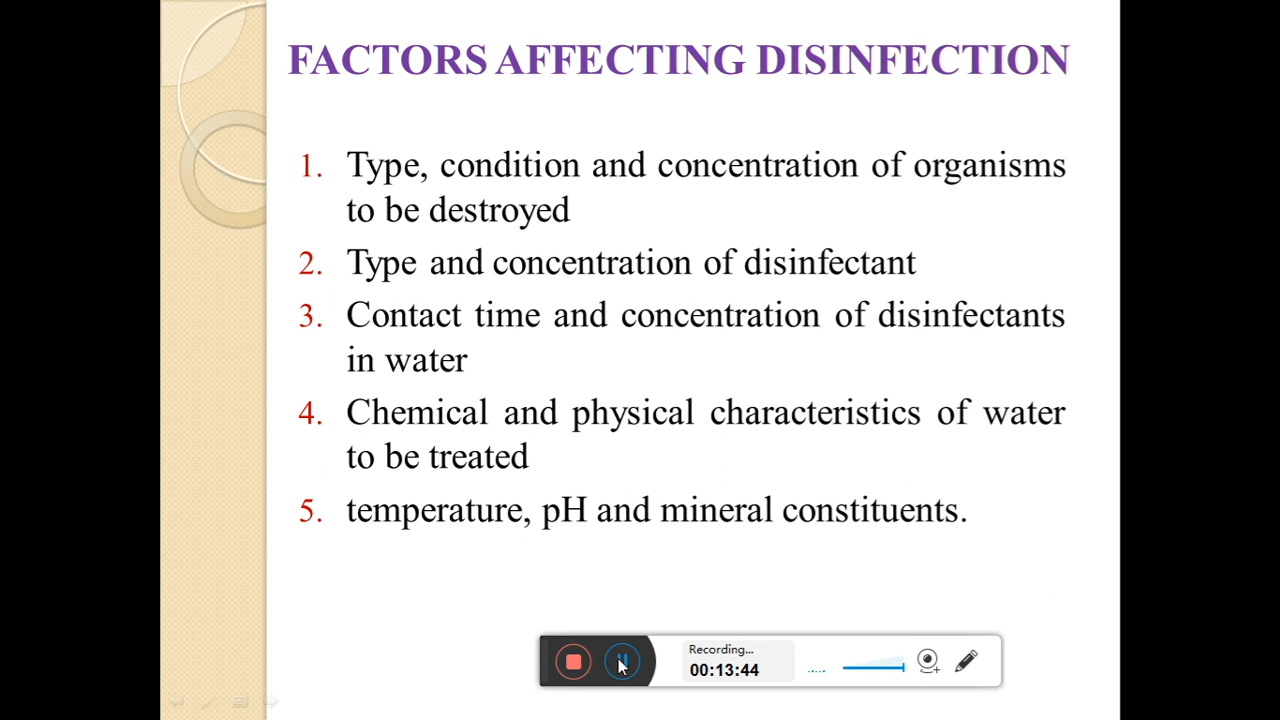 FACTORS AFFECTING DISINFECTION
1. Type, condition and concentration of organisms
to be destroyed
2. Type and concentration of disinfectant
3. Contact time and concentration of disinfectants
in water
4. Chemical and physical characteristics of water
to be treated
5. temperature, pH and mineral constituents.
Recording...
00:13:44